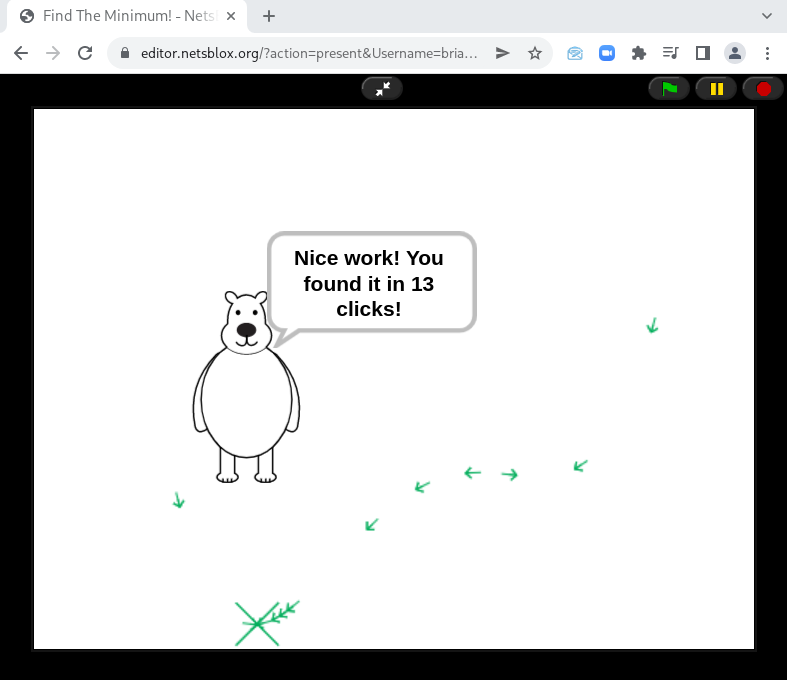 Find The Minimum! - Nets
editor.netsblox.org/?action=present&Username=bria...
Nice work! You
found it in 13
clicks!